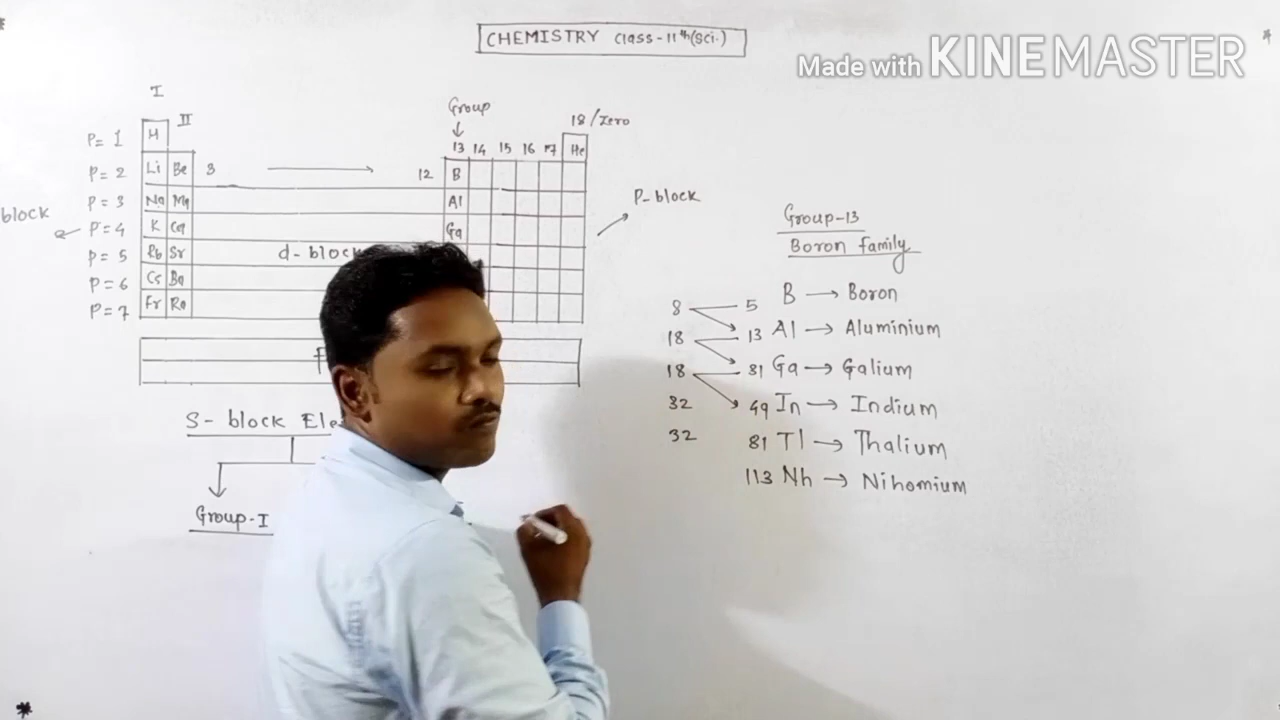 CHEMISTRY Class-11th(Sci.)
Made with KINEMASTER
I
II
Group
18/Zero
13 14 15 16 17 He
P= 1 H
P= 2 Li Be 3 12 B
P= 3 Na Mg Al
P=4 K Ca Ga
P= 5 Rb Sr d-block
P= 6 Cs Ba
P=7 Fr Ra
block
P-block
F
S-block Ele
Group-I
Group-13
Boron family
8 5 B → Boron
18 13 Al → Aluminium
18 31 Ga → Galium
32 49 In → Indium
32 81 Tl → Thalium
113 Nh → Nihomium